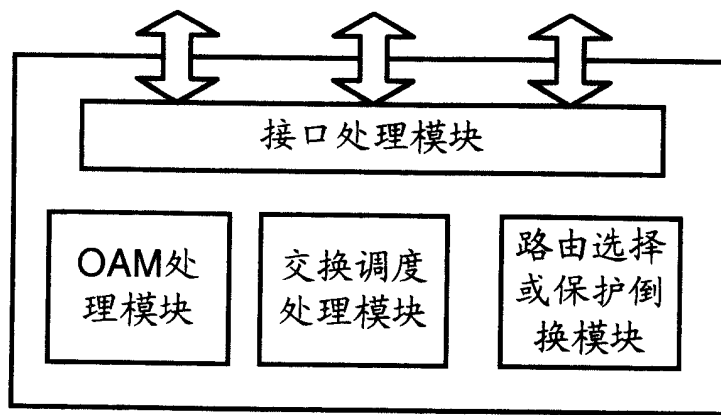 接口处理模块
OAM处
理模块
交换调度
处理模块
路由选择
或保护倒
换模块